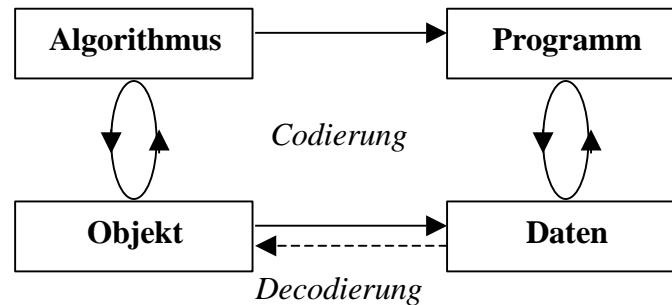 Algorithmus
Programm
Codierung
Objekt
Daten
Decodierung